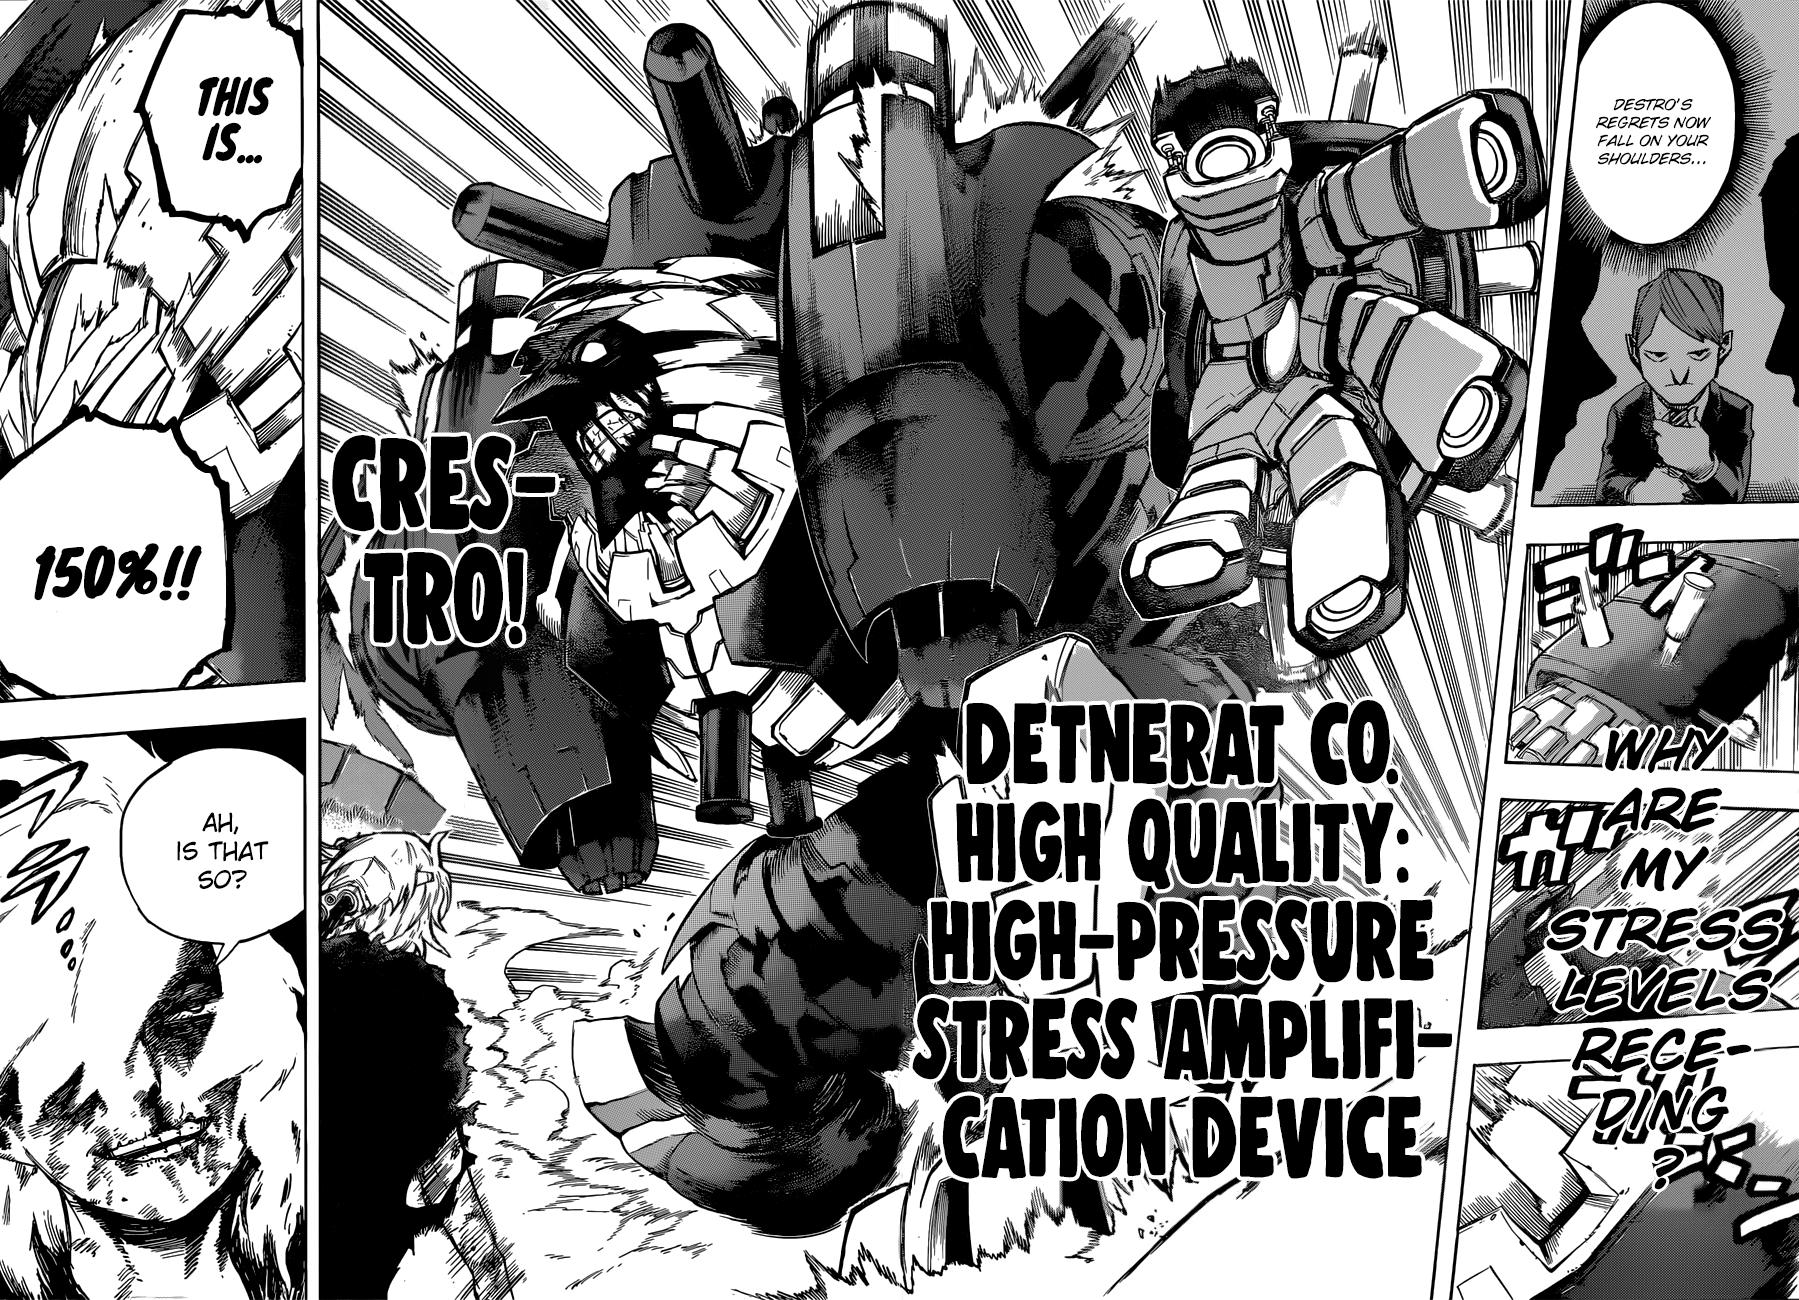 DESTRO'S
REGRETS NOW
FALL ON YOUR
SHOULDERS...
WHY
ARE
MY
STRESS
LEVELS
RECE-
DING
?
CRES-
TRO!
DETNERAT CO.
HIGH QUALITY:
HIGH-PRESSURE
STRESS AMPLIFI-
CATION DEVICE
THIS
IS...
150%!!
AH,
IS THAT
SO?